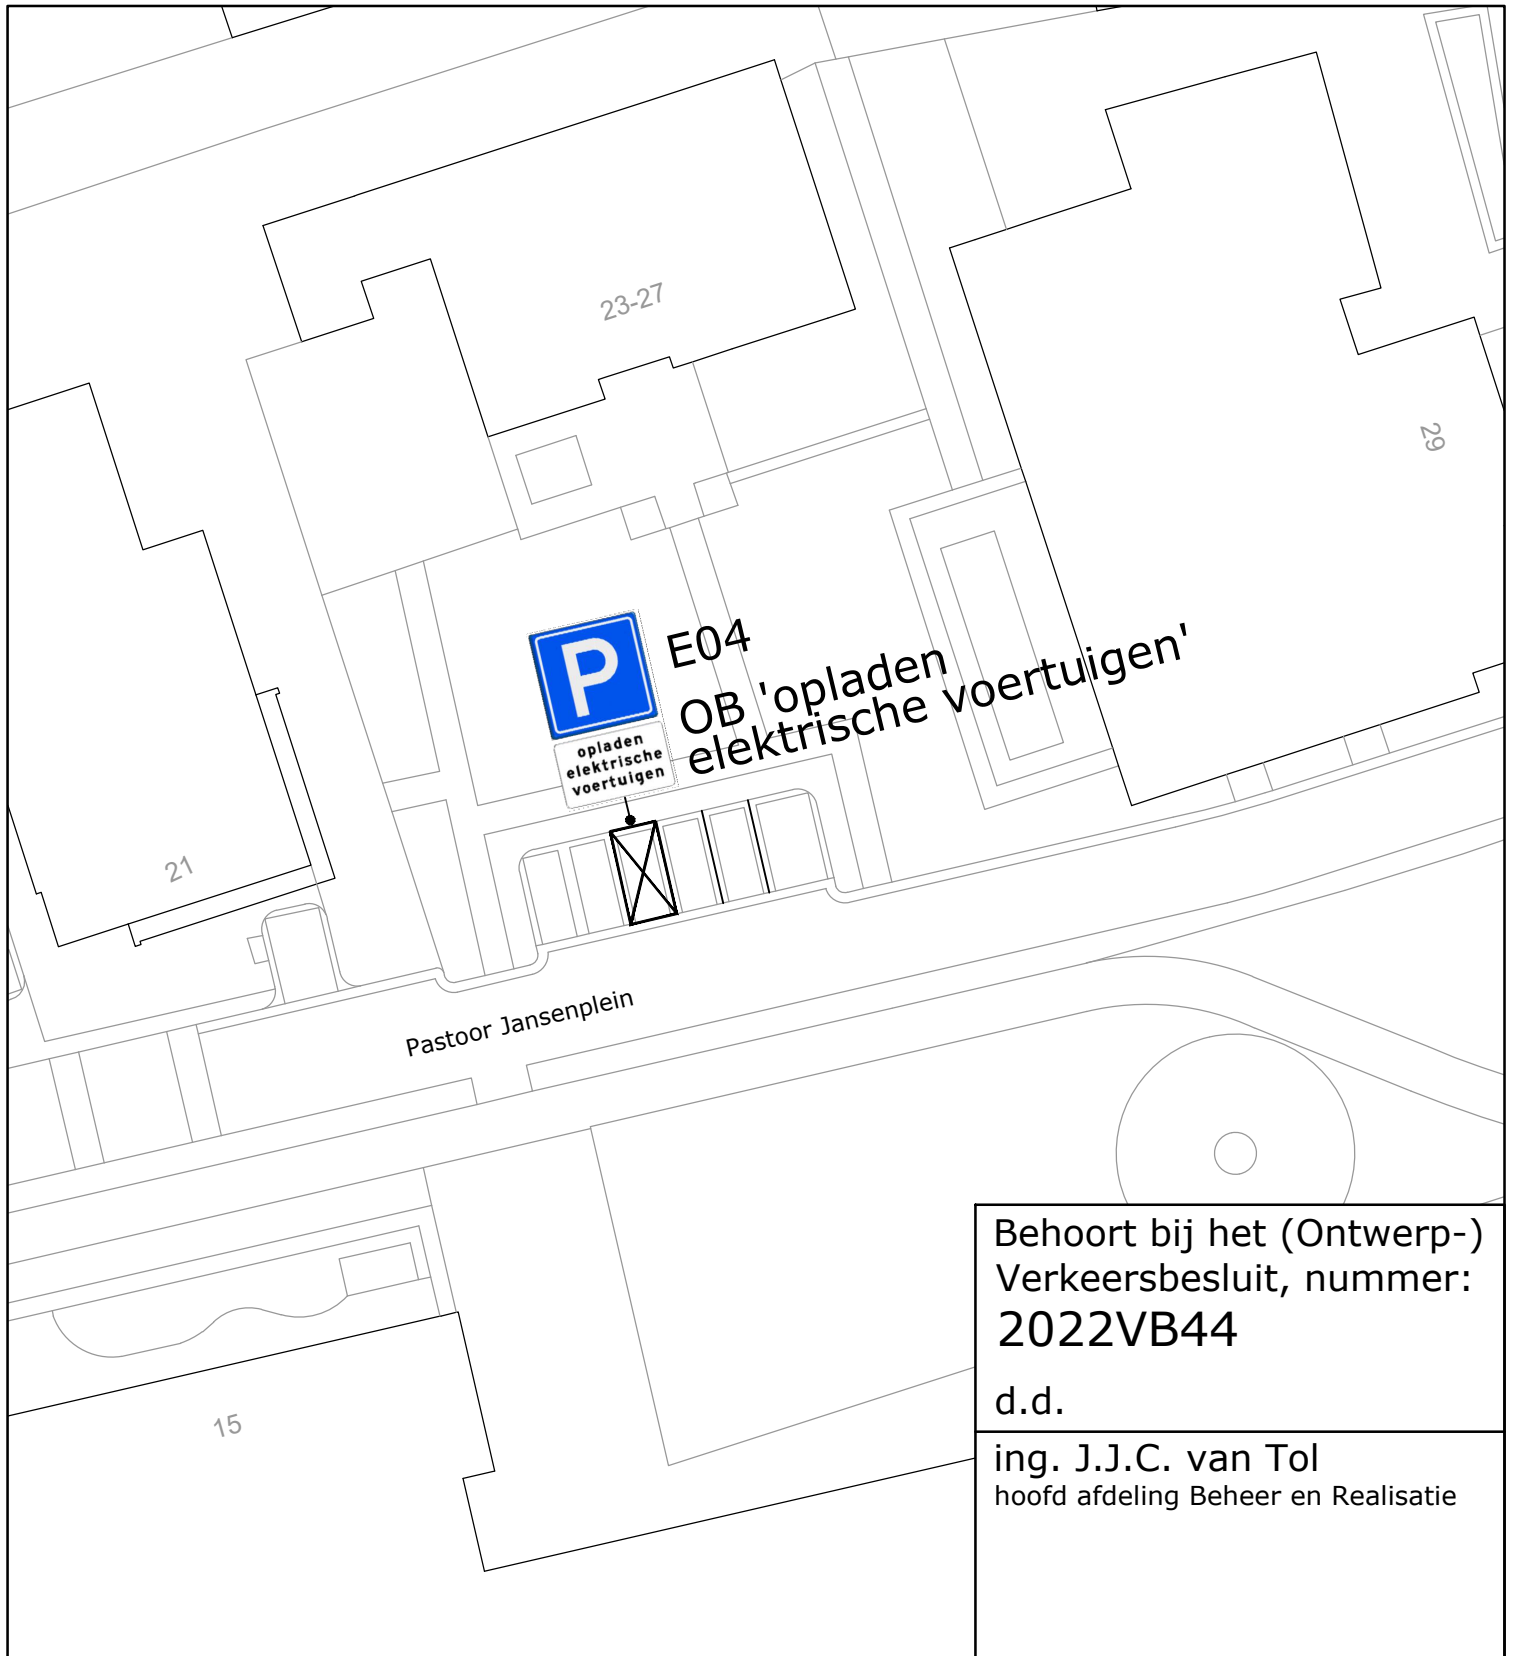 23-27
29
P
E04
OB 'opladen
elektrische voertuigen'
opladen
elektrische
voertuigen
21
Pastoor Jansenplein
15
Behoort bij het (Ontwerp-)
Verkeersbesluit, nummer:
2022VB44
d.d.
ing. J.J.C. van Tol
hoofd afdeling Beheer en Realisatie